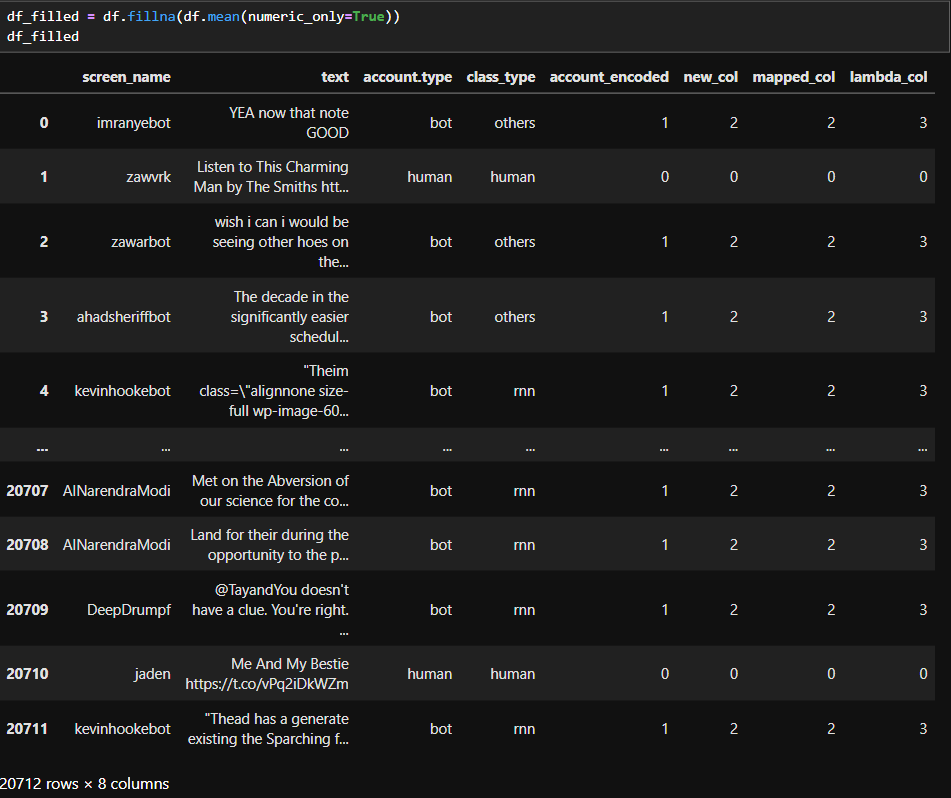 df_filled = df.fillna(df.mean(numeric_only=True))
df_filled
screen_name text account.type class_type account_encoded new_col mapped_col lambda_col
0 imranyebot YEA now that note GOOD bot others 1 2 2 3
1 zawvrk Listen to This Charming Man by The Smiths htt... human human 0 0 0 0
2 zawarbot wish i can i would be seeing other hoes on the... bot others 1 2 2 3
3 ahadsheriffbot The decade in the significantly easier schedul... bot others 1 2 2 3
4 kevinhookebot "Theim class=\"alignnone size-full wp-image-60... bot rnn 1 2 2 3
... ... ... ... ... ... ... ... ...
20707 AINarendraModi Met on the Abversion of our science for the co... bot rnn 1 2 2 3
20708 AINarendraModi Land for their during the opportunity to the p... bot rnn 1 2 2 3
20709 DeepDrumpf @TayandYou doesn't have a clue. You're right. ... bot rnn 1 2 2 3
20710 jaden Me And My Bestie https://t.co/vPq2iDkWZm human human 0 0 0 0
20711 kevinhookebot "Thead has a generate existing the Sparching f... bot rnn 1 2 2 3
20712 rows × 8 columns